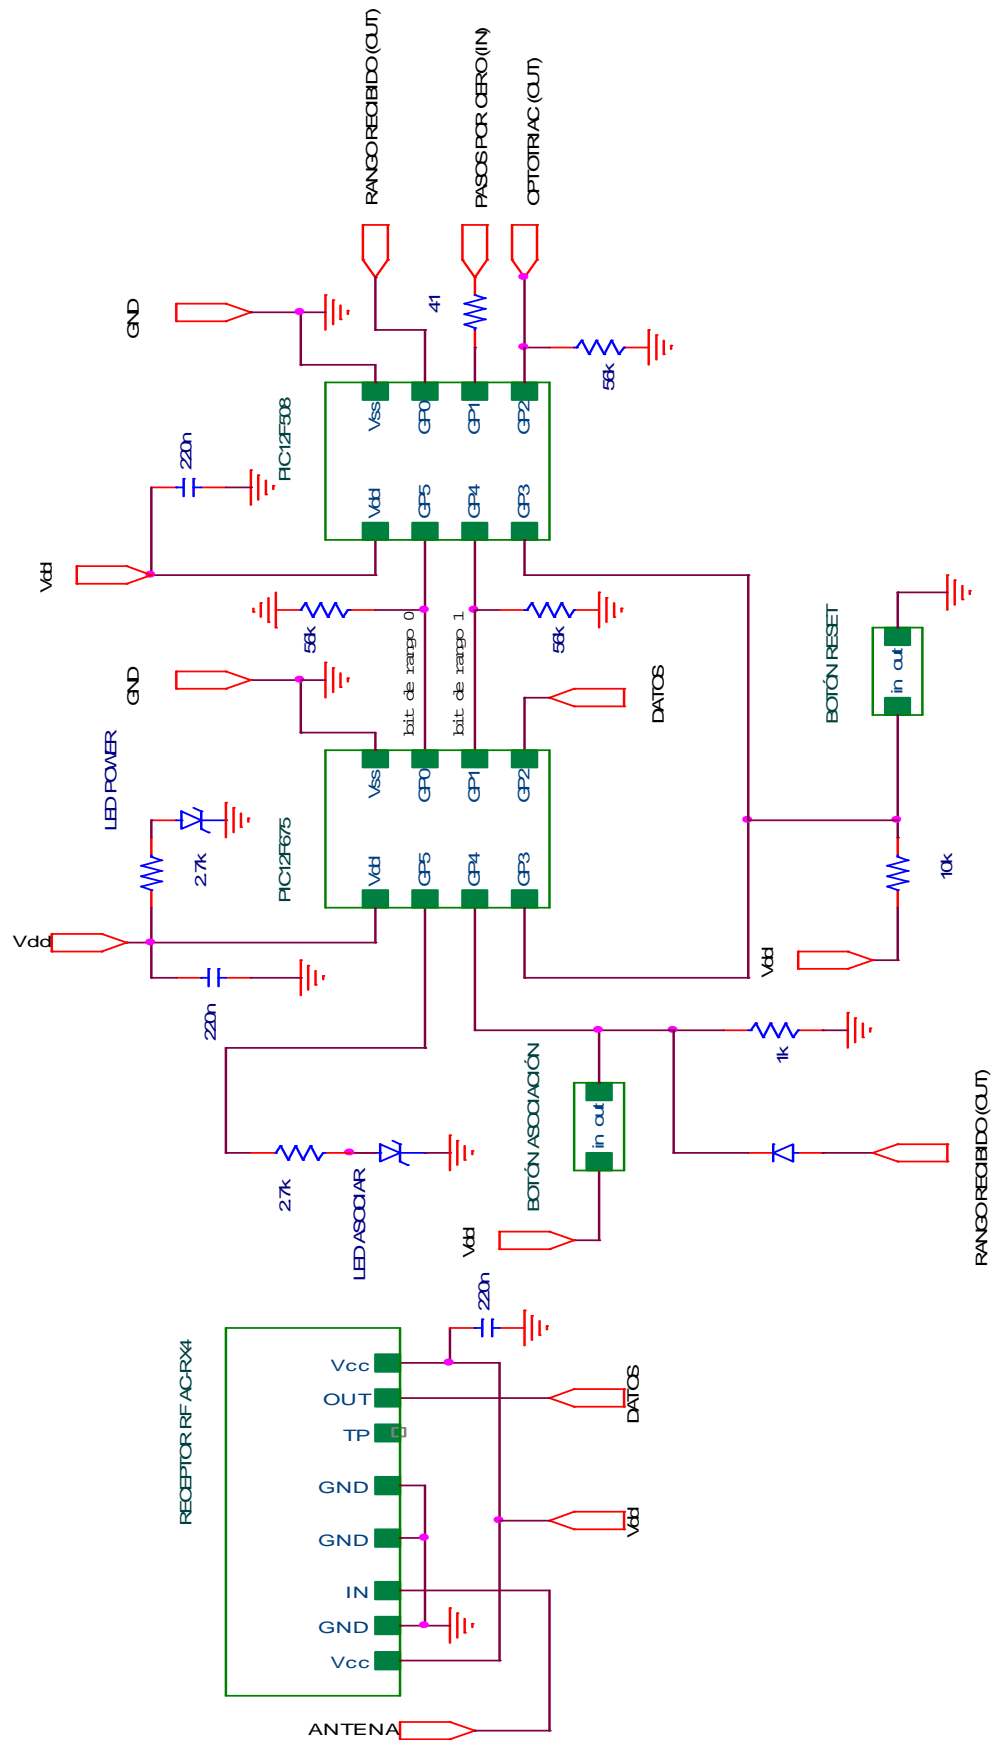 RANGO RECIBIDO (OUT)
PASOS POR CERO (IN)
OPTOTRIAC (OUT)
GND
41
56k
PIC12F508
Vss
GP0
GP1
GP2
Vdd
GP5
GP4
GP3
220n
Vdd
56k
bit de rango 0
bit de rango 1
56k
GND
DATOS
BOTÓN RESET
in out
LED POWER
2.7k
PIC12F675
Vss
GP0
GP1
GP2
Vdd
GP5
GP4
GP3
Vdd
220n
10k
Vdd
BOTÓN ASOCIACIÓN
in out
1k
2.7k
LED ASOCIAR
Vdd
RANGO RECIBIDO (OUT)
RECEPTOR RF AC-RX4
220n
Vcc
OUT
TP
GND
GND
IN
GND
Vcc
DATOS
Vdd
ANTENA